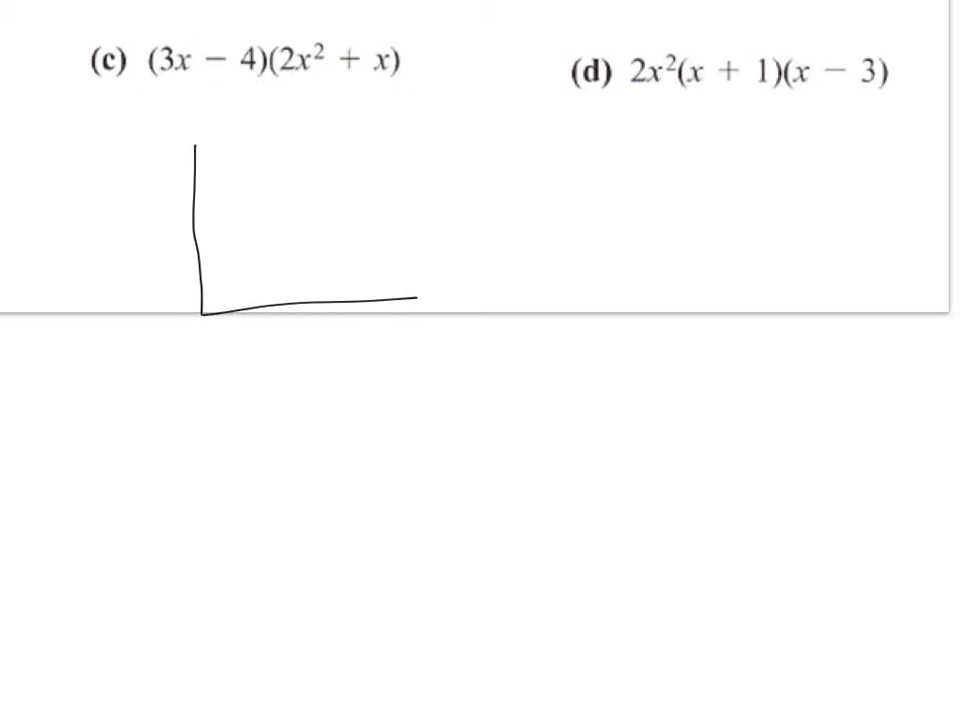 (c) (3x − 4)(2x² + x)
(d) 2x²(x + 1)(x − 3)